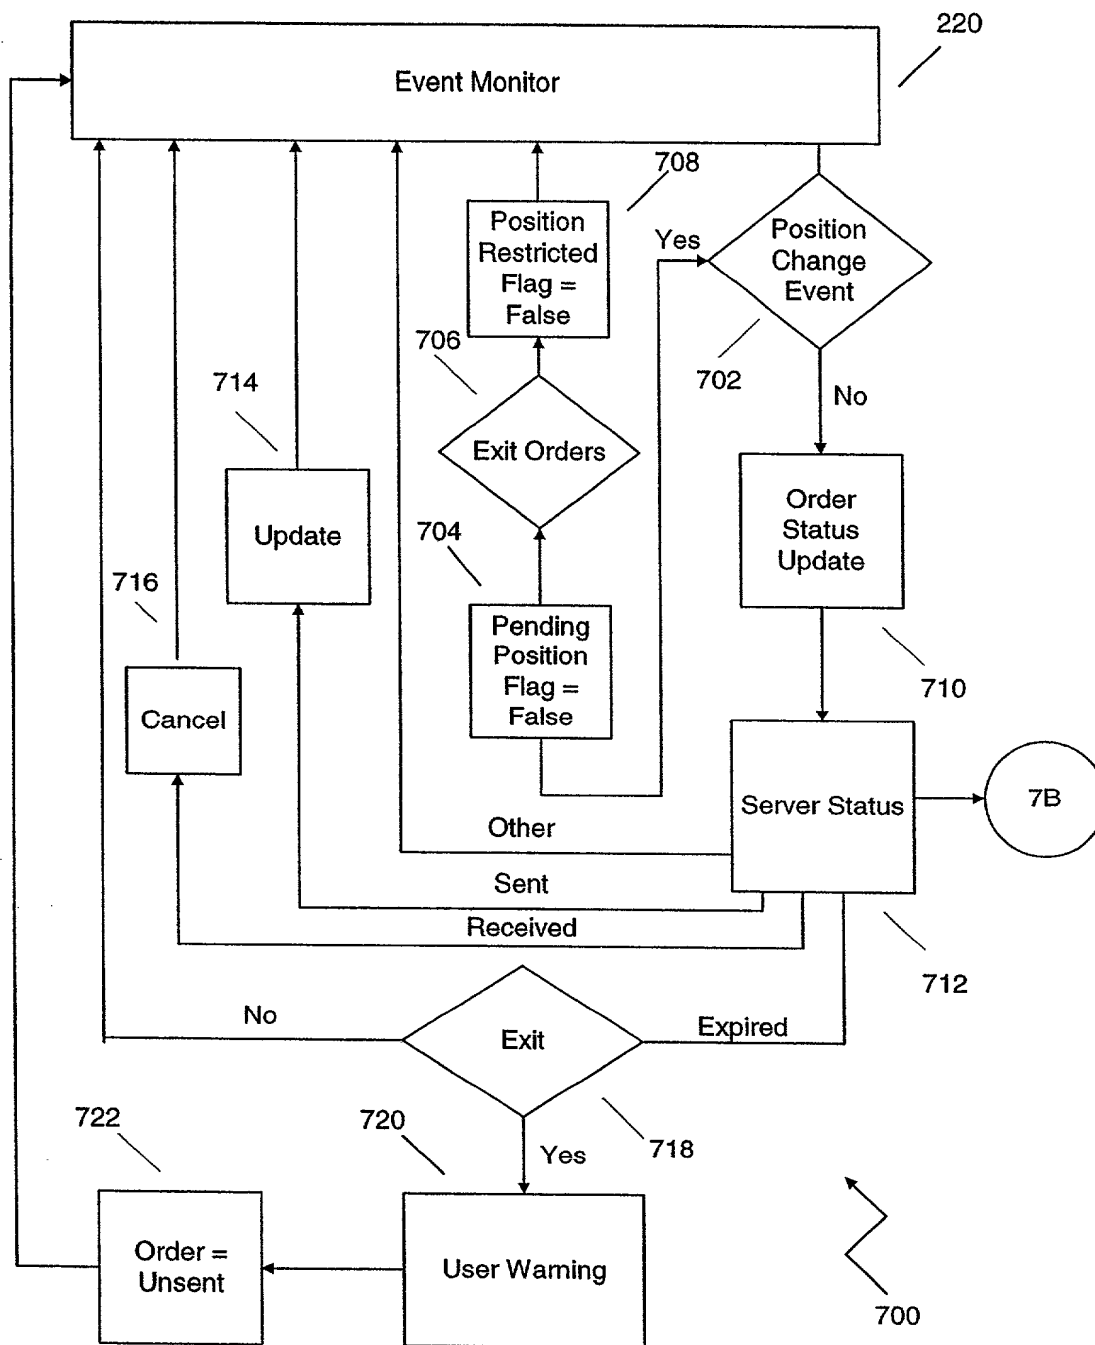 220
Event Monitor
708
Position
Restricted
Flag =
False
Yes
Position
Change
Event
706
702
714
No
Exit Orders
Order
Status
Update
Update
704
716
Pending
Position
Flag =
False
710
Cancel
Server Status
7B
Other
Sent
Received
712
No
Exit
Expired
722
720
718
Yes
Order =
Unsent
User Warning
700